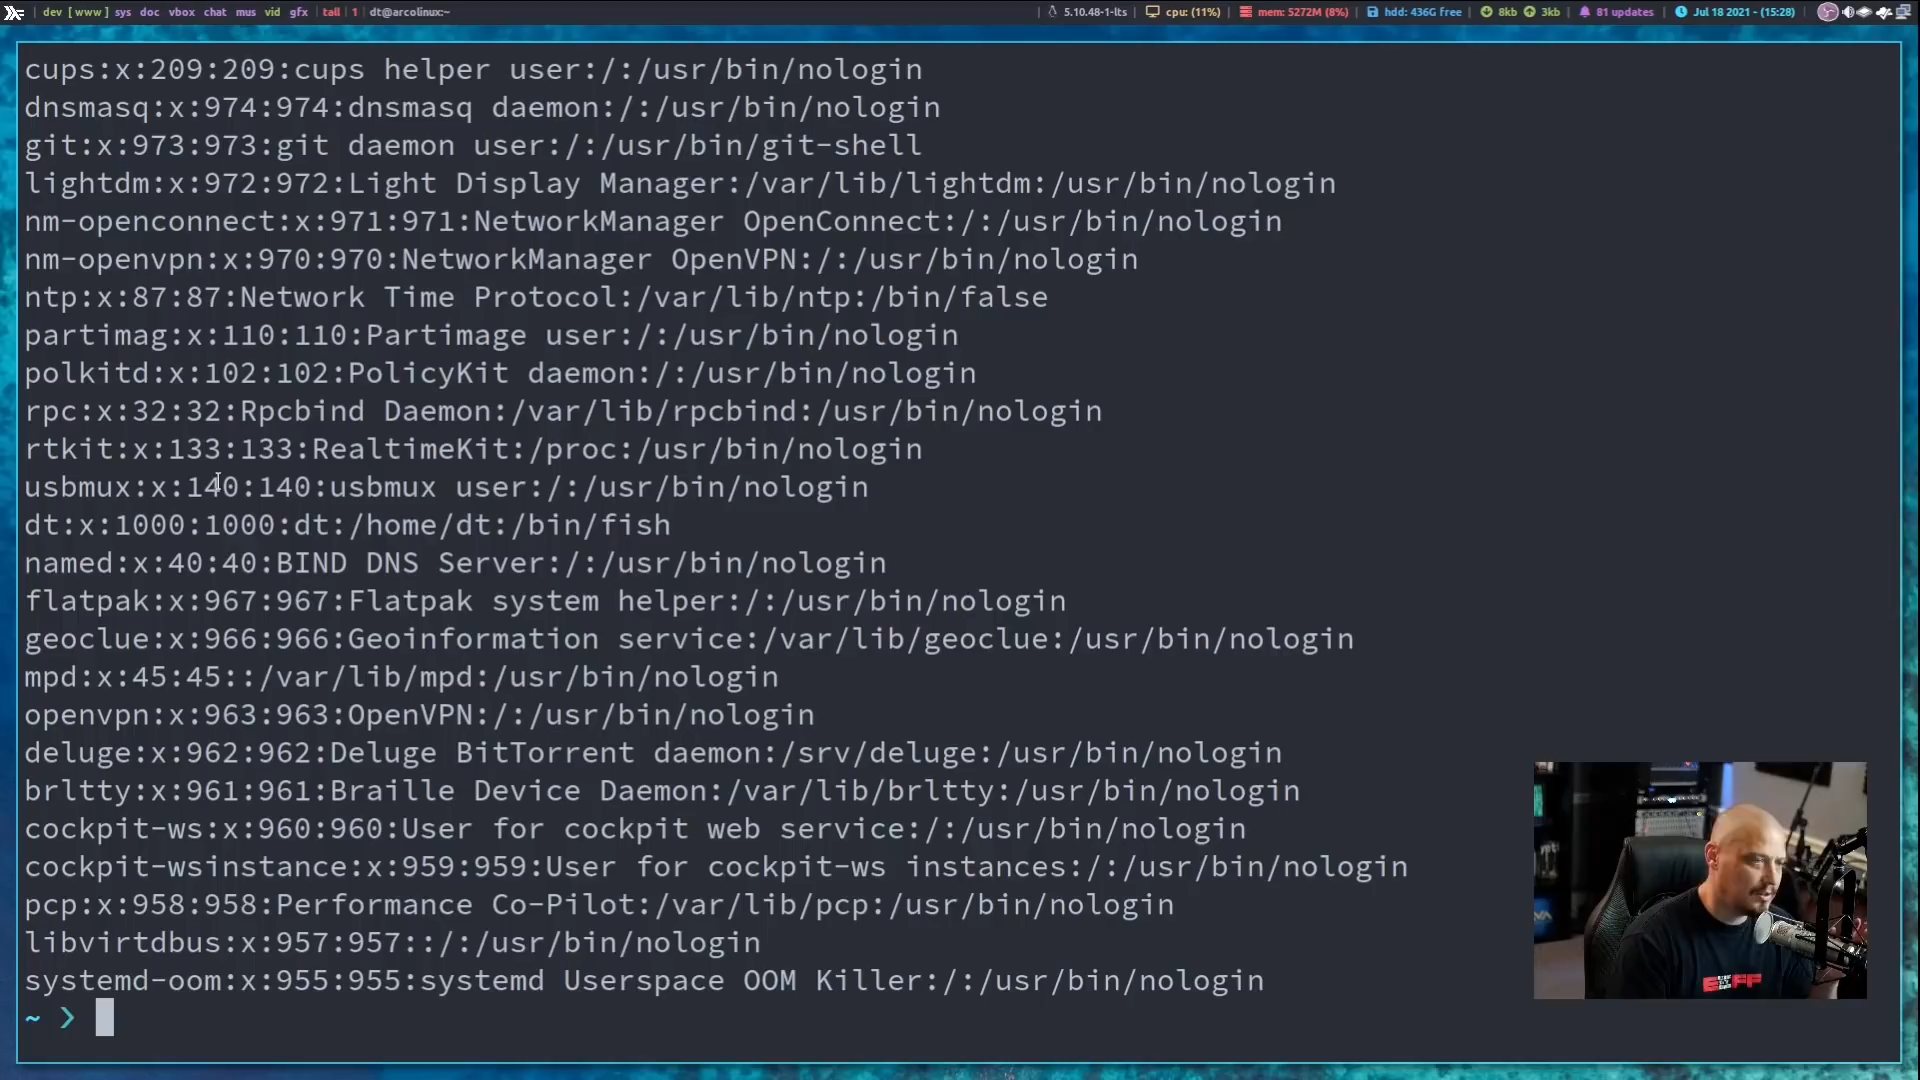 dev [ www ] sys doc vbox chat mus vid gfx | tall | 1 | dt@arcolinux:~ | 5.10.48-1-lts | cpu: (11%) | mem: 5272M (8%) | hdd: 436G free | 8kb 3kb | 81 updates | Jul 18 2021 - (15:28) |
cups:x:209:209:cups helper user:/:/usr/bin/nologin
dnsmasq:x:974:974:dnsmasq daemon:/:/usr/bin/nologin
git:x:973:973:git daemon user:/:/usr/bin/git-shell
lightdm:x:972:972:Light Display Manager:/var/lib/lightdm:/usr/bin/nologin
nm-openconnect:x:971:971:NetworkManager OpenConnect:/:/usr/bin/nologin
nm-openvpn:x:970:970:NetworkManager OpenVPN:/:/usr/bin/nologin
ntp:x:87:87:Network Time Protocol:/var/lib/ntp:/bin/false
partimag:x:110:110:Partimage user:/:/usr/bin/nologin
polkitd:x:102:102:PolicyKit daemon:/:/usr/bin/nologin
rpc:x:32:32:Rpcbind Daemon:/var/lib/rpcbind:/usr/bin/nologin
rtkit:x:133:133:RealtimeKit:/proc:/usr/bin/nologin
usbmux:x:140:140:usbmux user:/:/usr/bin/nologin
dt:x:1000:1000:dt:/home/dt:/bin/fish
named:x:40:40:BIND DNS Server:/:/usr/bin/nologin
flatpak:x:967:967:Flatpak system helper:/:/usr/bin/nologin
geoclue:x:966:966:Geoinformation service:/var/lib/geoclue:/usr/bin/nologin
mpd:x:45:45::/var/lib/mpd:/usr/bin/nologin
openvpn:x:963:963:OpenVPN:/:/usr/bin/nologin
deluge:x:962:962:Deluge BitTorrent daemon:/srv/deluge:/usr/bin/nologin
brltty:x:961:961:Braille Device Daemon:/var/lib/brltty:/usr/bin/nologin
cockpit-ws:x:960:960:User for cockpit web service:/:/usr/bin/nologin
cockpit-wsinstance:x:959:959:User for cockpit-ws instances:/:/usr/bin/nologin
pcp:x:958:958:Performance Co-Pilot:/var/lib/pcp:/usr/bin/nologin
libvirtdbus:x:957:957::/:/usr/bin/nologin
systemd-oom:x:955:955:systemd Userspace OOM Killer:/:/usr/bin/nologin
~ ❯
EFF